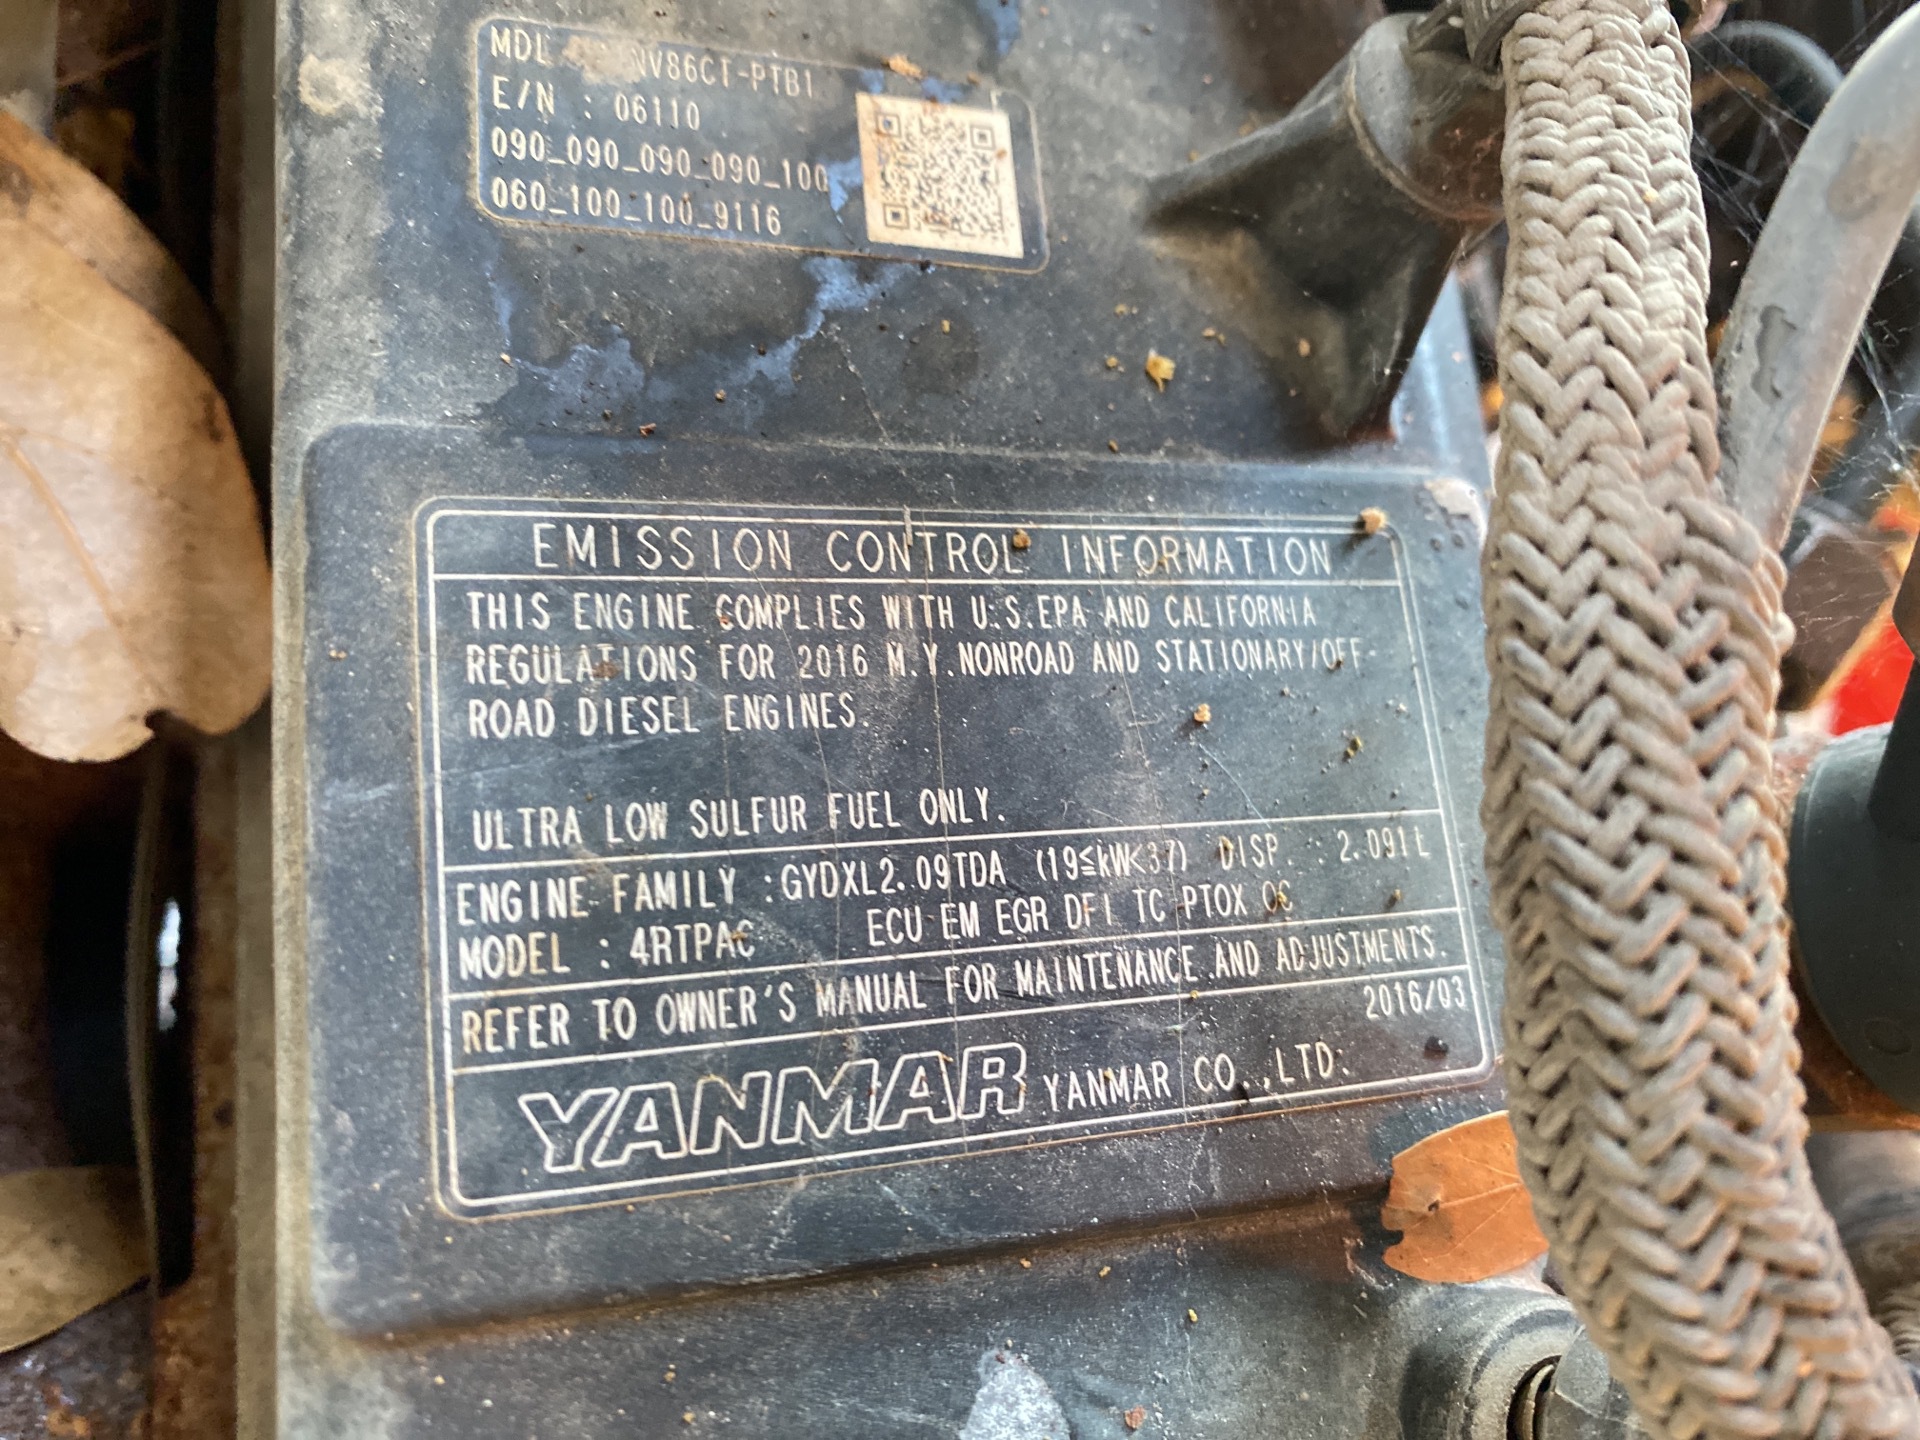 MDL NV86CT-PTB1
E/N : 06110
090_090_090_090_100
060_100_100_9116
EMISSION CONTROL INFORMATION
THIS ENGINE COMPLIES WITH U.S.EPA AND CALIFORNIA
REGULATIONS FOR 2016 M.Y.NONROAD AND STATIONARY/OFF-
ROAD DIESEL ENGINES.
ULTRA LOW SULFUR FUEL ONLY.
ENGINE FAMILY :GYDXL2.09TDA (19≦kW<37) DISP. : 2.091L
MODEL : 4RTPAC ECU EM EGR DFI TC PTOX OC
REFER TO OWNER'S MANUAL FOR MAINTENANCE AND ADJUSTMENTS.
2016/03
YANMAR YANMAR CO.,LTD.